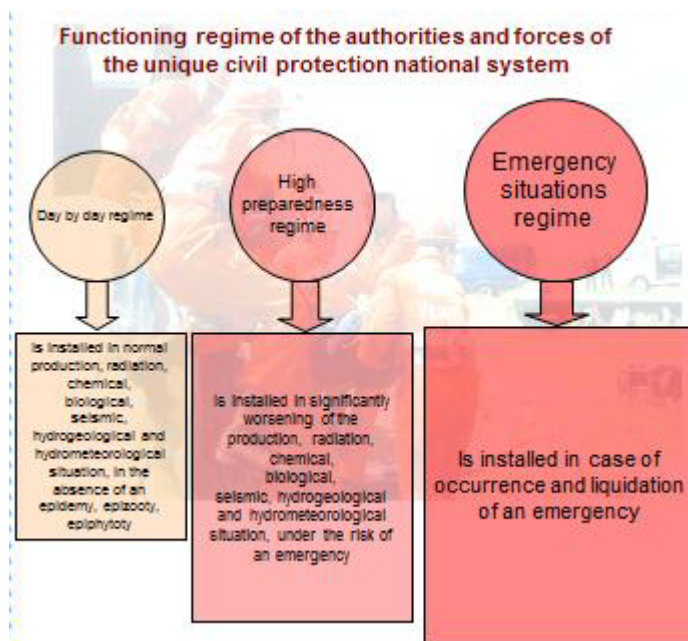 Functioning regime of the authorities and forces of
the unique civil protection national system
Day by day regime
High
preparedness
regime
Emergency
situations
regime
Is installed in normal
production, radiation,
chemical,
biological,
seismic,
hydrogeological and
hydrometeorological
situation, in the
absence of an
epidemy, epizooty,
epiphytoty
Is installed in significantly
worsening of the
production, radiation,
chemical,
biological,
seismic, hydrogeological
and hydrometeorological
situation, under the risk of
an emergency
Is installed in case of
occurrence and liquidation
of an emergency